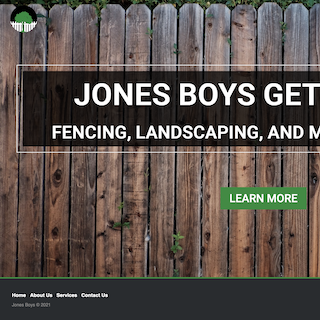 JONES BOYS GET
FENCING, LANDSCAPING, AND M
LEARN MORE
Home About Us Services Contact Us
Jones Boys © 2021